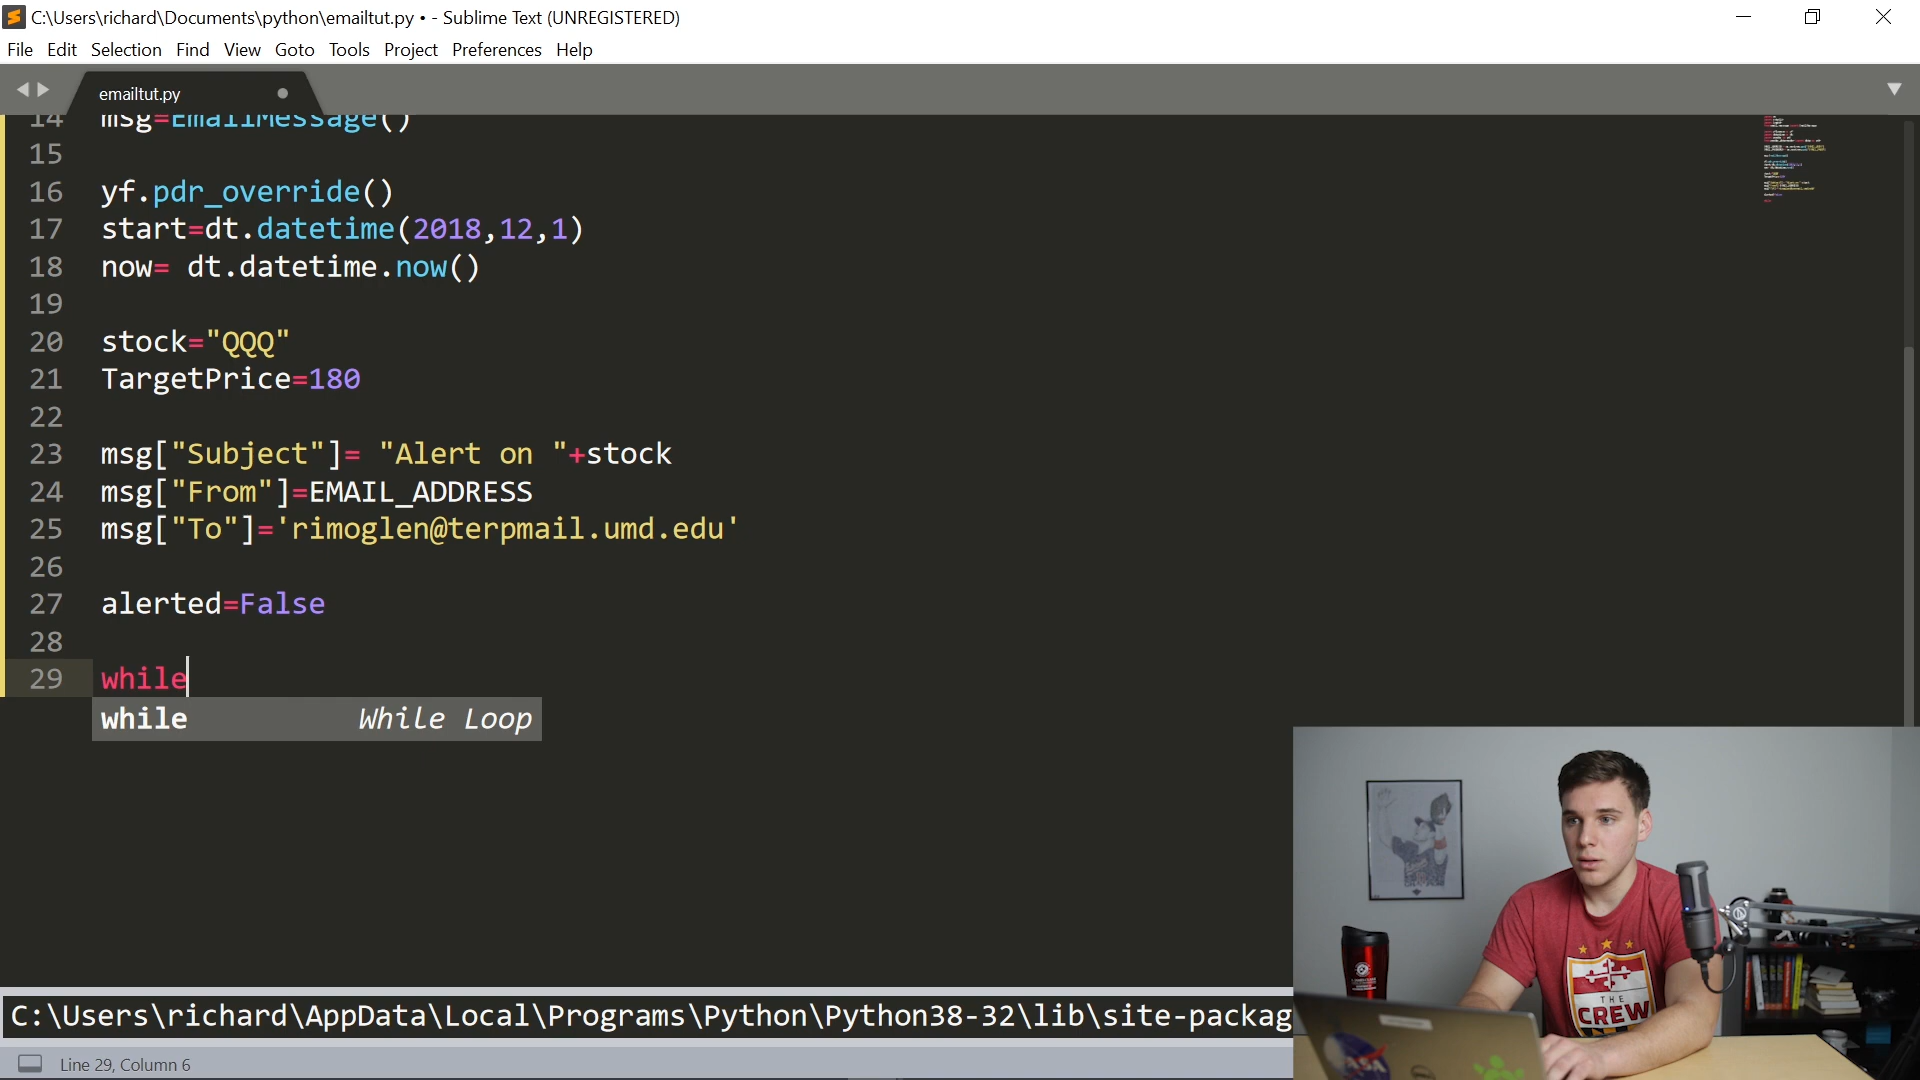 C:\Users\richard\Documents\python\emailtut.py • - Sublime Text (UNREGISTERED)
File Edit Selection Find View Goto Tools Project Preferences Help
emailtut.py
14 msg=EmailMessage()
15
16 yf.pdr_override()
17 start=dt.datetime(2018,12,1)
18 now= dt.datetime.now()
19
20 stock="QQQ"
21 TargetPrice=180
22
23 msg["Subject"]= "Alert on "+stock
24 msg["From"]=EMAIL_ADDRESS
25 msg["To"]='rimoglen@terpmail.umd.edu'
26
27 alerted=False
28
29 while
while While Loop
C:\Users\richard\AppData\Local\Programs\Python\Python38-32\lib\site-packag
Line 29, Column 6
THE
CREW